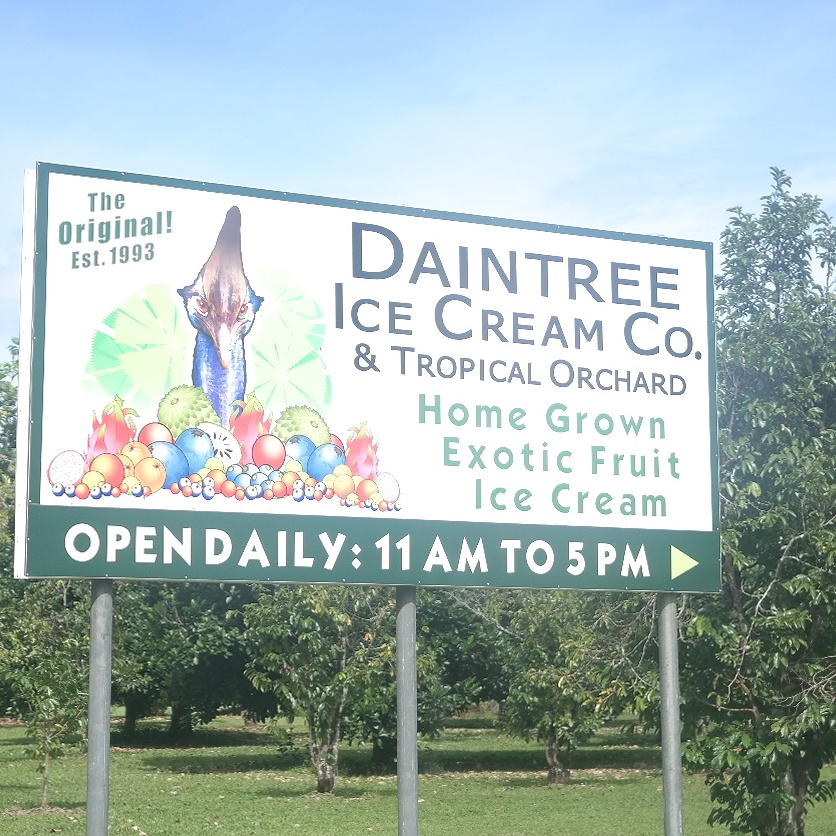 The
Original!
Est. 1993
DAINTREE
ICE CREAM CO.
& TROPICAL ORCHARD
Home Grown
Exotic Fruit
Ice Cream
OPEN DAILY: 11 AM TO 5 PM